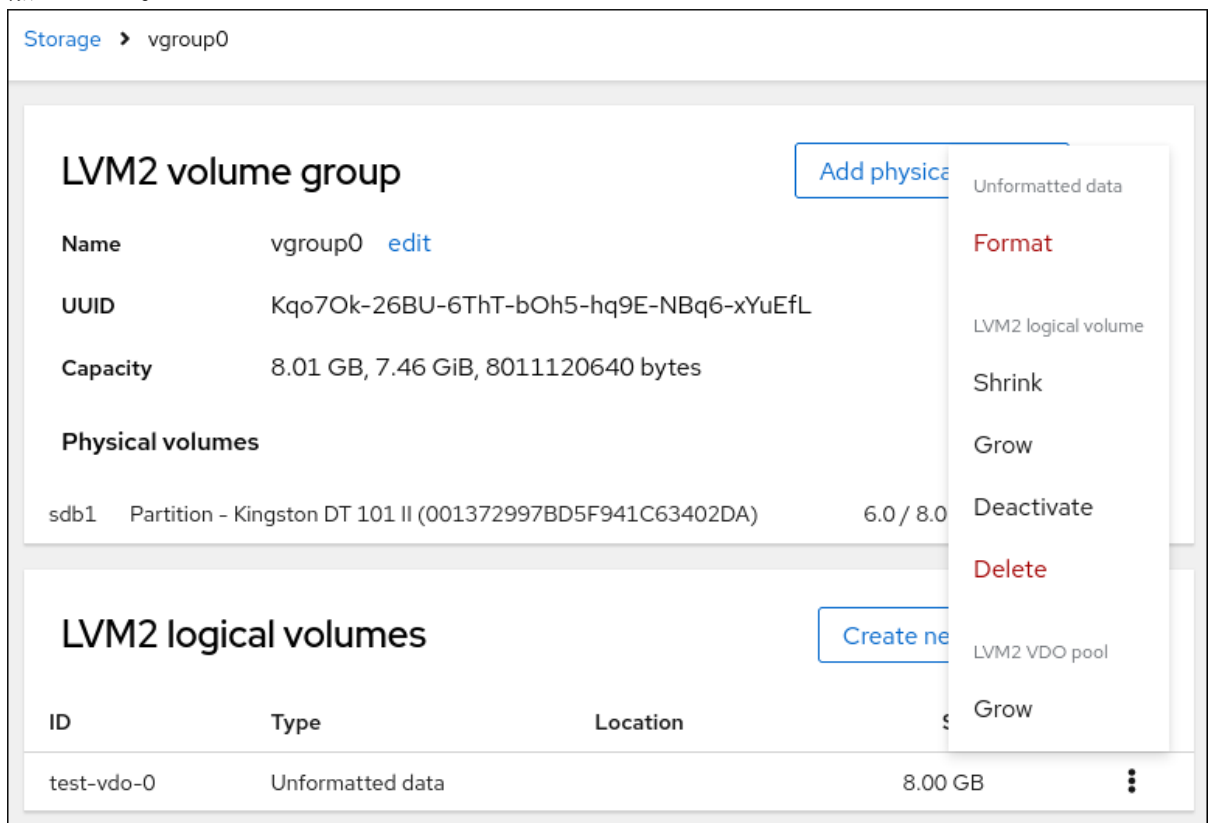 Storage > vgroup0
LVM2 volume group
Add physica
Name vgroup0 edit
UUID Kqo7Ok-26BU-6ThT-bOh5-hq9E-NBq6-xYuEfL
Capacity 8.01 GB, 7.46 GiB, 8011120640 bytes
Physical volumes
sdb1 Partition - Kingston DT 101 II (001372997BD5F941C63402DA) 6.0 / 8.0
Unformatted data
Format
LVM2 logical volume
Shrink
Grow
Deactivate
Delete
LVM2 VDO pool
Grow
LVM2 logical volumes
Create ne
ID Type Location
test-vdo-0 Unformatted data 8.00 GB